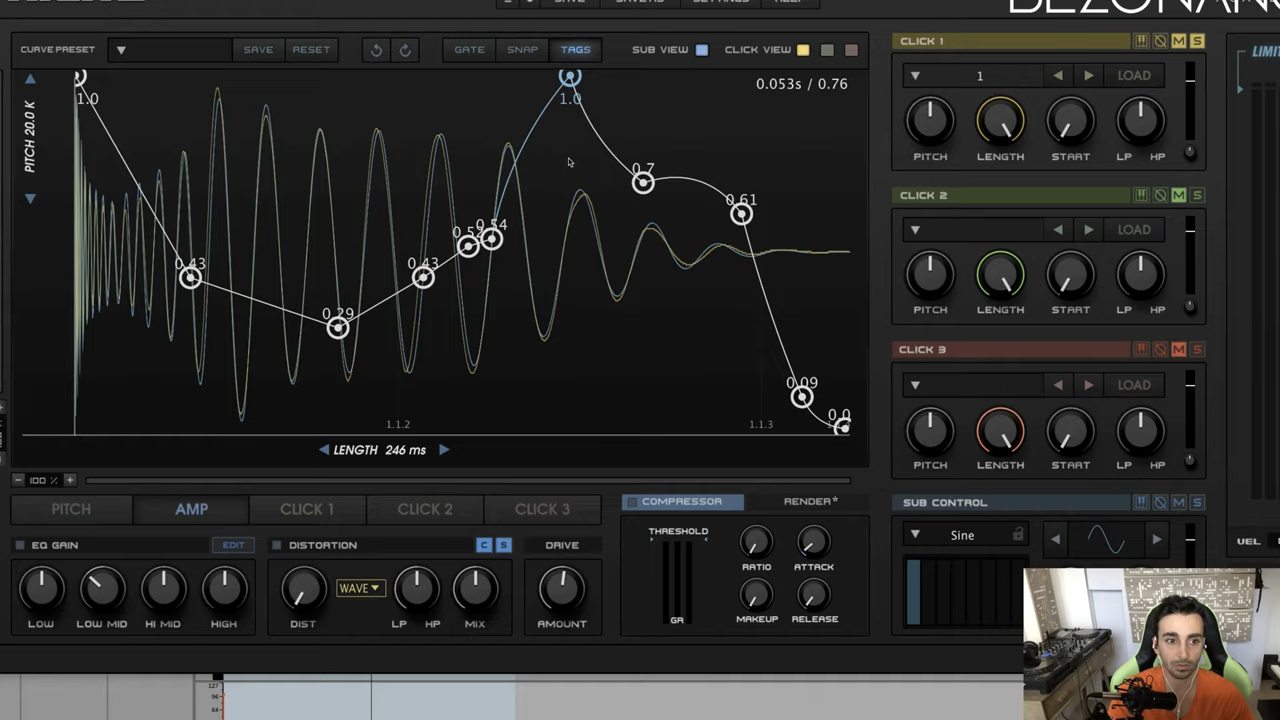 CURVE PRESET SAVE RESET GATE SNAP TAGS SUB VIEW CLICK VIEW
0.053s / 0.76
PITCH 20.0 K
1.0
1.0
0.7
0.61
0.54
0.43
0.43
0.29
0.09
0.0
1.1.2
1.1.3
LENGTH 246 ms
100 %
PITCH AMP CLICK 1 CLICK 2 CLICK 3
EQ GAIN EDIT
LOW LOW MID HI MID HIGH
DISTORTION C S
WAVE
DIST LP HP MIX
DRIVE
AMOUNT
COMPRESSOR RENDER*
THRESHOLD
GR
RATIO ATTACK
MAKEUP RELEASE
CLICK 1 M S
1 LOAD
PITCH LENGTH START LP HP
CLICK 2 M S
LOAD
PITCH LENGTH START LP HP
CLICK 3 M S
LOAD
PITCH LENGTH START LP HP
SUB CONTROL M S
Sine
VEL
127
96
64